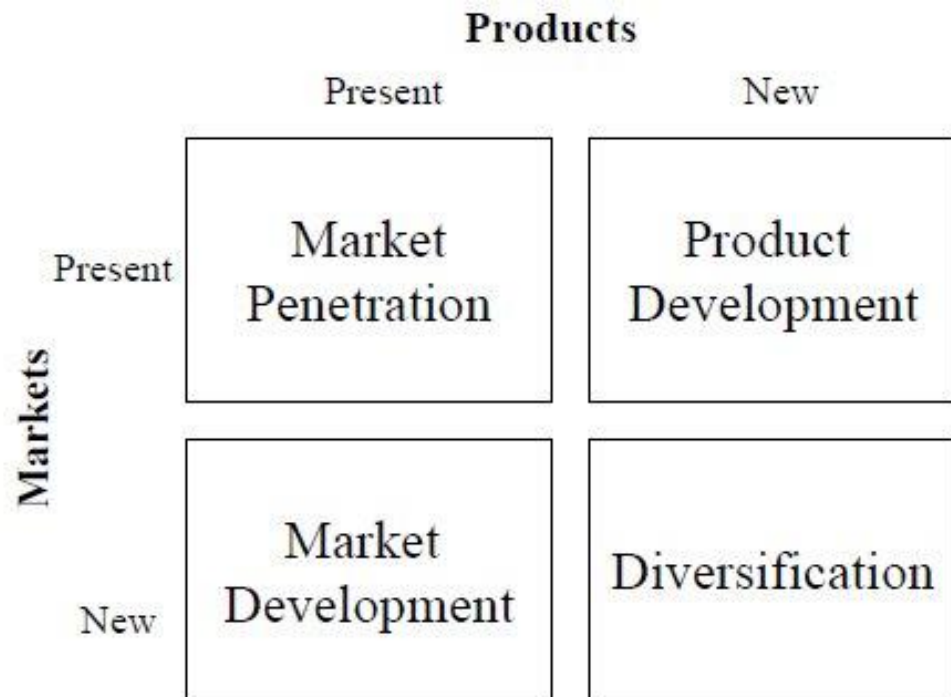 Products
Present New
Market Product
Present
Penetration Development
Markets
Market
Development
Diversification
New